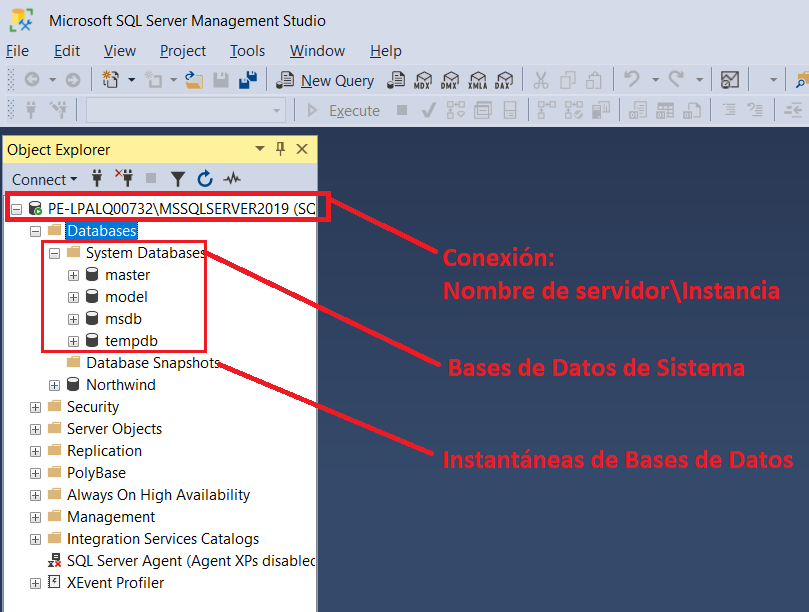 Microsoft SQL Server Management Studio
File Edit View Project Tools Window Help
New Query MDX DMX XMLA DAX
Execute
Object Explorer
Connect
PE-LPALQ00732\MSSQLSERVER2019 (SQ
Databases
System Databases
master
model
msdb
tempdb
Database Snapshots
Northwind
Security
Server Objects
Replication
PolyBase
Always On High Availability
Management
Integration Services Catalogs
SQL Server Agent (Agent XPs disabled
XEvent Profiler
Conexión:
Nombre de servidor\Instancia
Bases de Datos de Sistema
Instantáneas de Bases de Datos